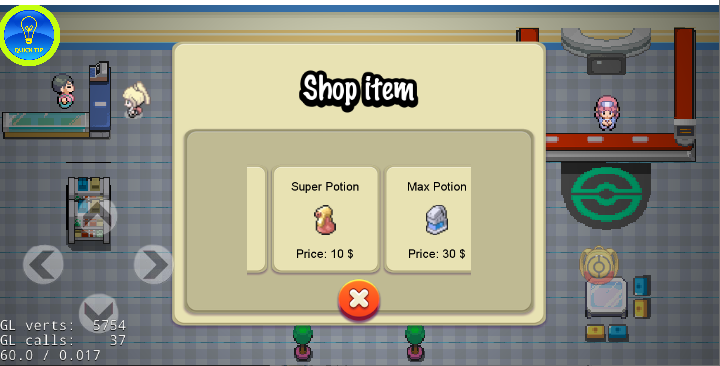 QUICK TIP
Shop item
Super Potion
Max Potion
Price: 10 $
Price: 30 $
GL verts: 5754
GL calls: 37
60.0 / 0.017